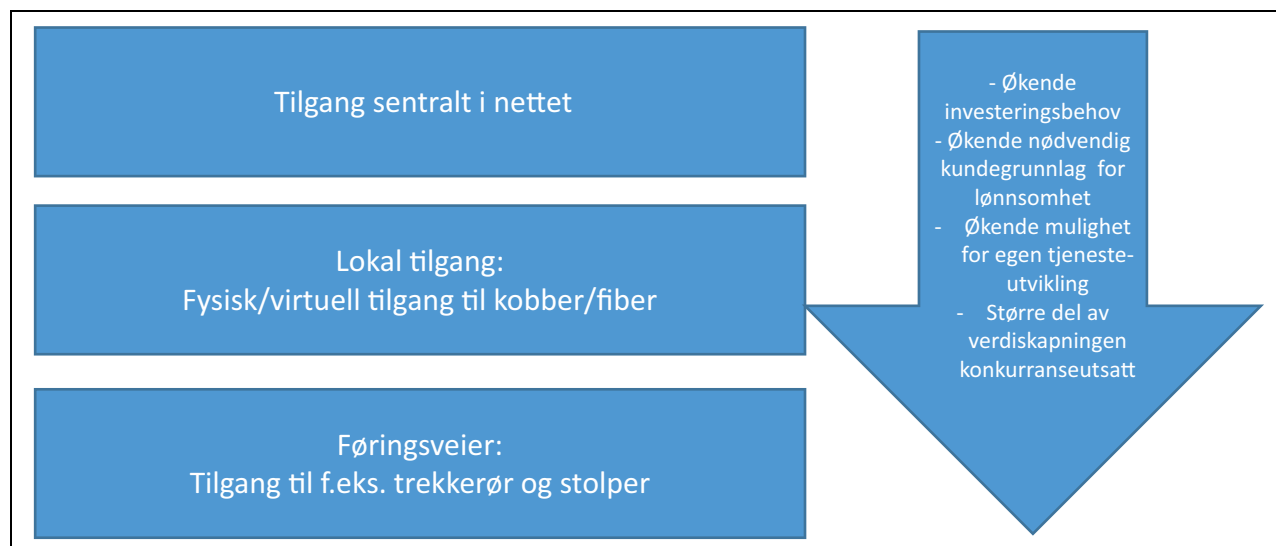 Tilgang sentralt i nettet
Lokal tilgang:
Fysisk/virtuell tilgang til kobber/fiber
Føringsveier:
Tilgang til f.eks. trekkerør og stolper
- Økende
investeringsbehov
- Økende nødvendig
kundegrunnlag for
lønnsomhet
- Økende mulighet
for egen tjeneste-
utvikling
- Større del av
verdiskapningen
konkurranseutsatt